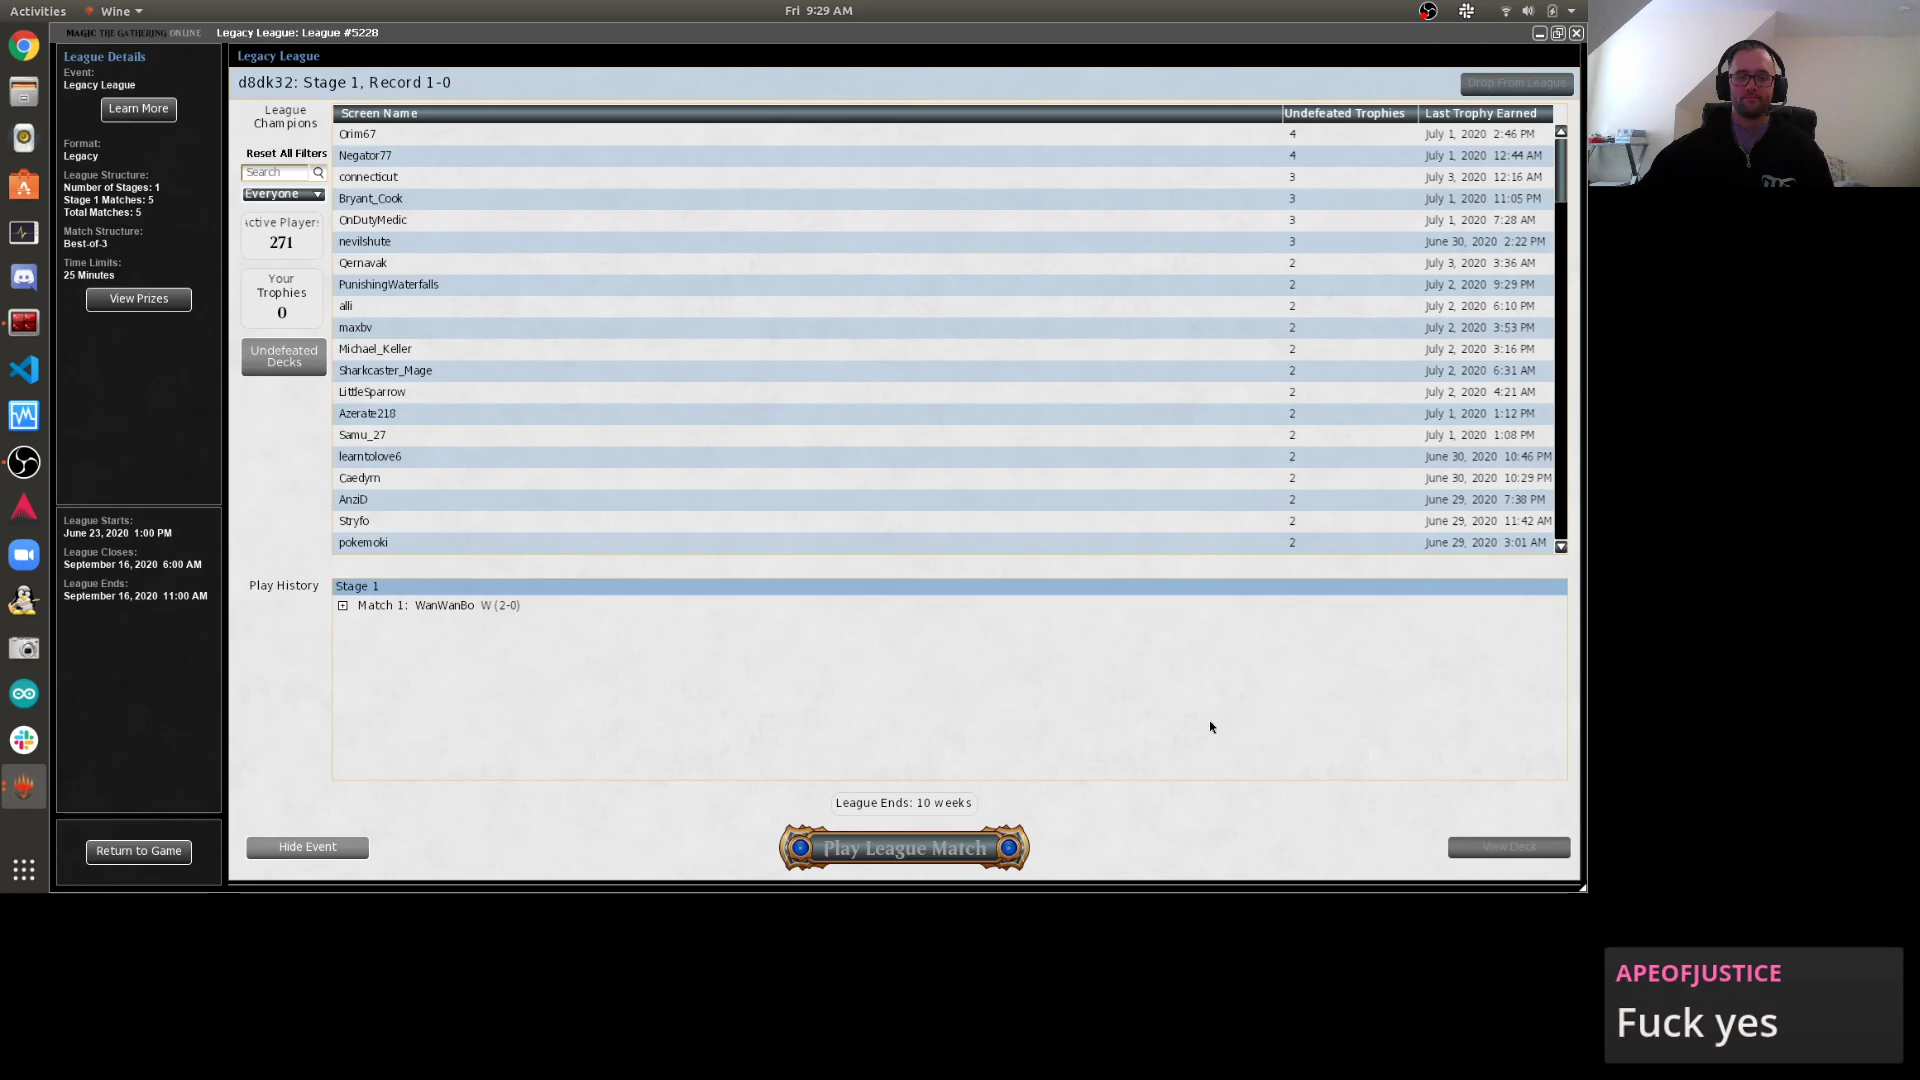 Activities
Wine
Fri 9:29 AM
MAGIC THE GATHERING ONLINE
Legacy League: League #5228
League Details
Event:
Legacy League
Learn More
Format:
Legacy
League Structure:
Number of Stages: 1
Stage 1 Matches: 5
Total Matches: 5
Match Structure:
Best-of-3
Time Limits:
25 Minutes
View Prizes
League Starts:
June 23, 2020 1:00 PM
League Closes:
September 16, 2020 6:00 AM
League Ends:
September 16, 2020 11:00 AM
Return to Game
Legacy League
d8dk32: Stage 1, Record 1-0
Drop From League
League
Champions
Reset All Filters
Search
Everyone
Active Players
271
Your
Trophies
0
Undefeated
Decks
Screen Name Undefeated Trophies Last Trophy Earned
Orim67 4 July 1, 2020 2:46 PM
Negator77 4 July 1, 2020 12:44 AM
connecticut 3 July 3, 2020 12:16 AM
Bryant_Cook 3 July 1, 2020 11:05 PM
OnDutyMedic 3 July 1, 2020 7:28 AM
nevilshute 3 June 30, 2020 2:22 PM
Qernavak 2 July 3, 2020 3:36 AM
PunishingWaterfalls 2 July 2, 2020 9:29 PM
alli 2 July 2, 2020 6:10 PM
maxbv 2 July 2, 2020 3:53 PM
Michael_Keller 2 July 2, 2020 3:16 PM
Sharkcaster_Mage 2 July 2, 2020 6:31 AM
LittleSparrow 2 July 2, 2020 4:21 AM
Azerate218 2 July 1, 2020 1:12 PM
Samu_27 2 July 1, 2020 1:08 PM
learntolove6 2 June 30, 2020 10:46 PM
Caedyrn 2 June 30, 2020 10:29 PM
AnziD 2 June 29, 2020 7:38 PM
Stryfo 2 June 29, 2020 11:42 AM
pokemoki 2 June 29, 2020 3:01 AM
Play History
Stage 1
Match 1: WanWanBo W (2-0)
League Ends: 10 weeks
Hide Event
Play League Match
View Deck
APEOFJUSTICE
Fuck yes